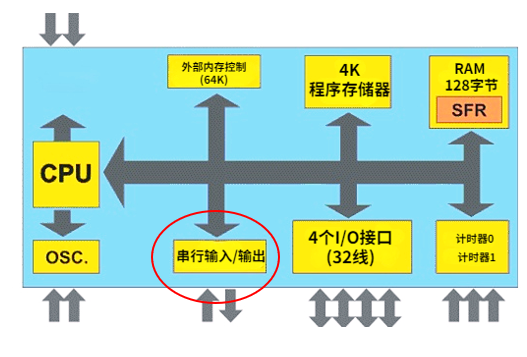 外部内存控制
(64K)
4K
程序存储器
RAM
128字节
SFR
CPU
OSC.
串行输入/输出
4个I/O接口
(32线)
计时器0
计时器1